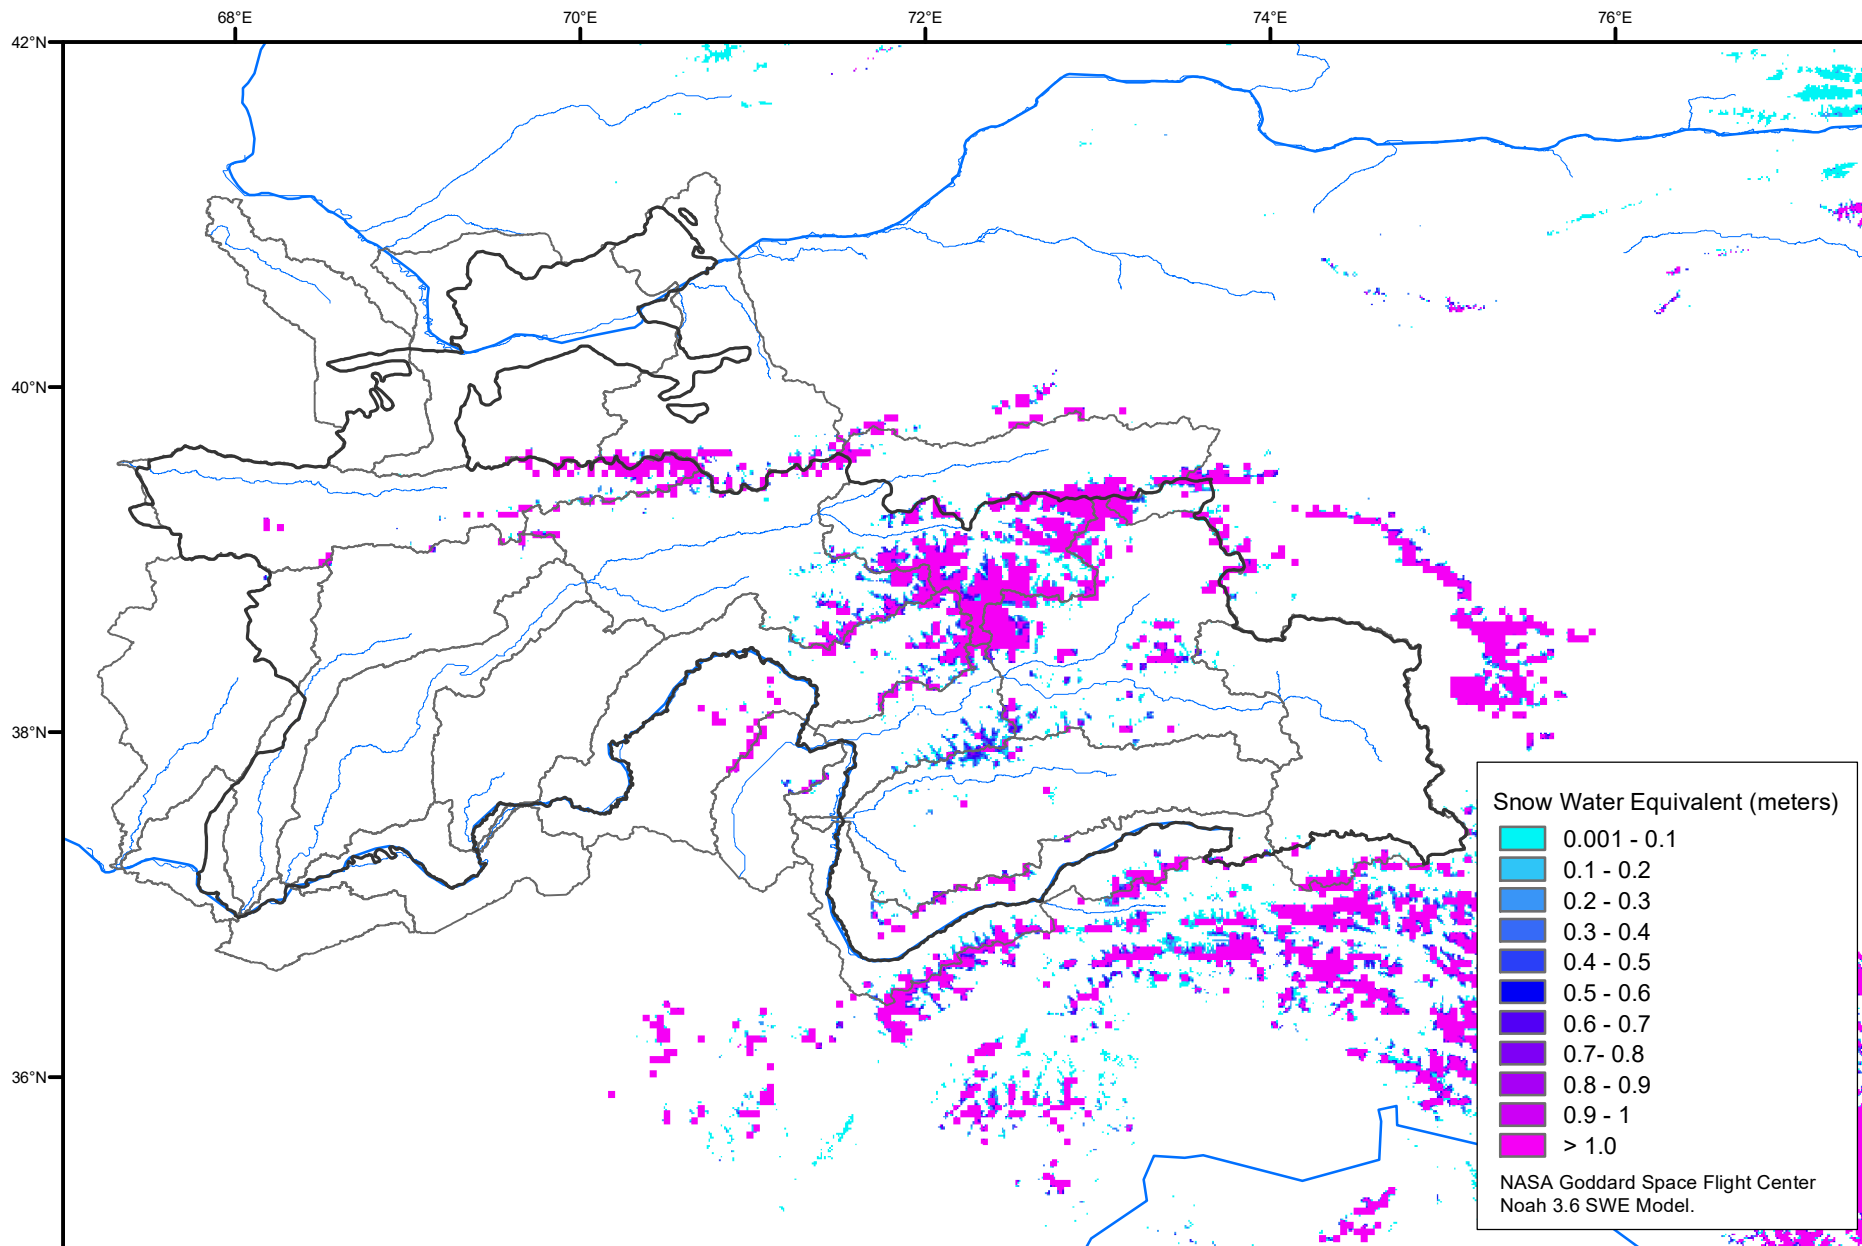 68°E 70°E 72°E 74°E 76°E
42°N
40°N
38°N
36°N
Snow Water Equivalent (meters)
0.001 - 0.1
0.1 - 0.2
0.2 - 0.3
0.3 - 0.4
0.4 - 0.5
0.5 - 0.6
0.6 - 0.7
0.7- 0.8
0.8 - 0.9
0.9 - 1
> 1.0
NASA Goddard Space Flight Center
Noah 3.6 SWE Model.